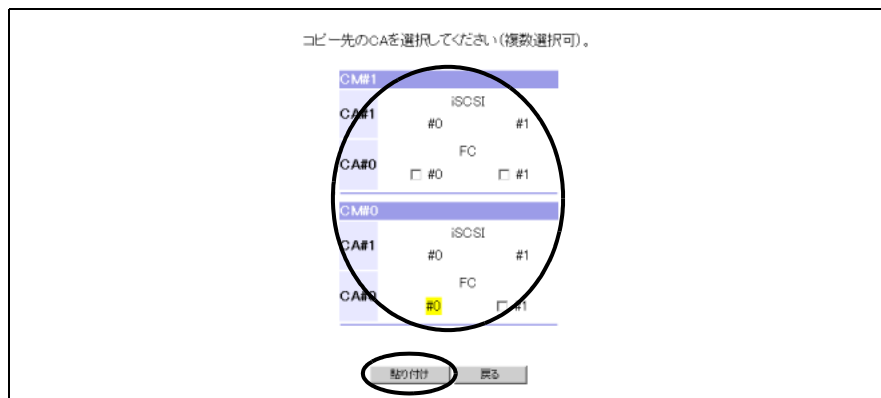 コピー先のCAを選択してください(複数選択可)。
CM#1
CA#1 iSCSI
#0 #1
CA#0 FC
#0 #1
CM#0
CA#1 iSCSI
#0 #1
CA#0 FC
#0 #1
貼り付け 戻る